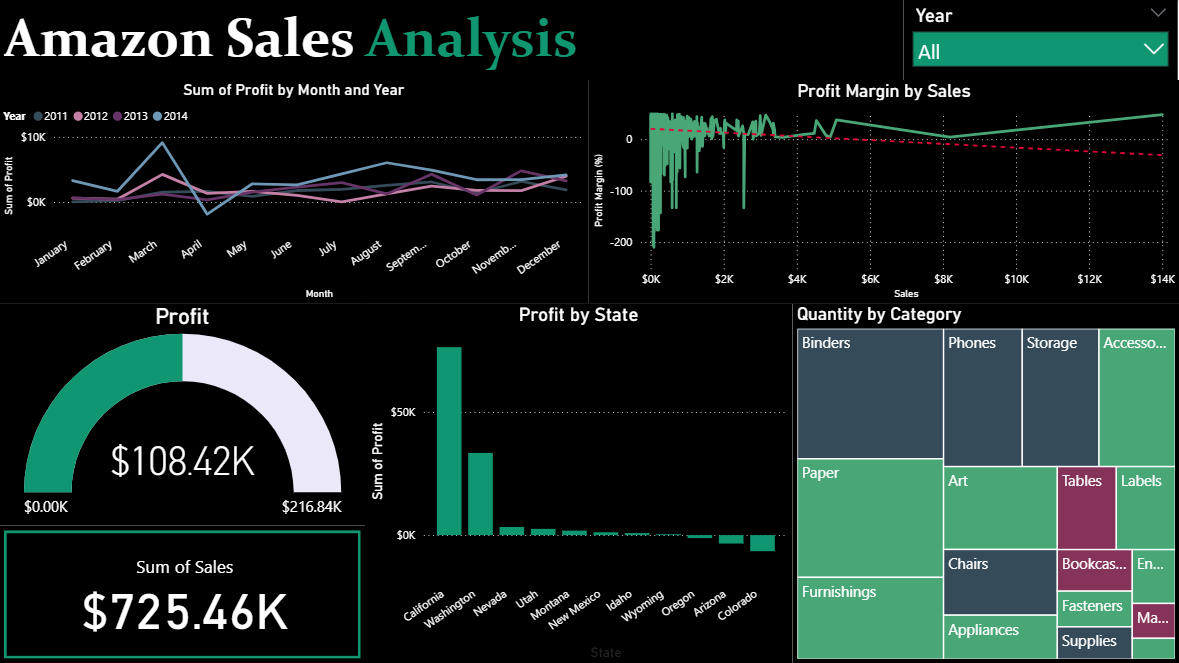 Amazon Sales Analysis
Year
All
Sum of Profit by Month and Year
Year 2011 2012 2013 2014
$10K
$0K
Sum of Profit
January
February
March
April
May
June
July
August
Septem...
October
Novemb...
December
Month
Profit Margin by Sales
0
-100
-200
Profit Margin (%)
$0K
$2K
$4K
$6K
$8K
$10K
$12K
$14K
Sales
Profit
$108.42K
$0.00K
$216.84K
Sum of Sales
$725.46K
Profit by State
$50K
$0K
Sum of Profit
California
Washington
Nevada
Utah
Montana
New Mexico
Idaho
Wyoming
Oregon
Arizona
Colorado
State
Quantity by Category
Binders
Phones
Storage
Accesso...
Paper
Art
Tables
Labels
Chairs
Bookcas...
En...
Furnishings
Fasteners
Ma...
Appliances
Supplies